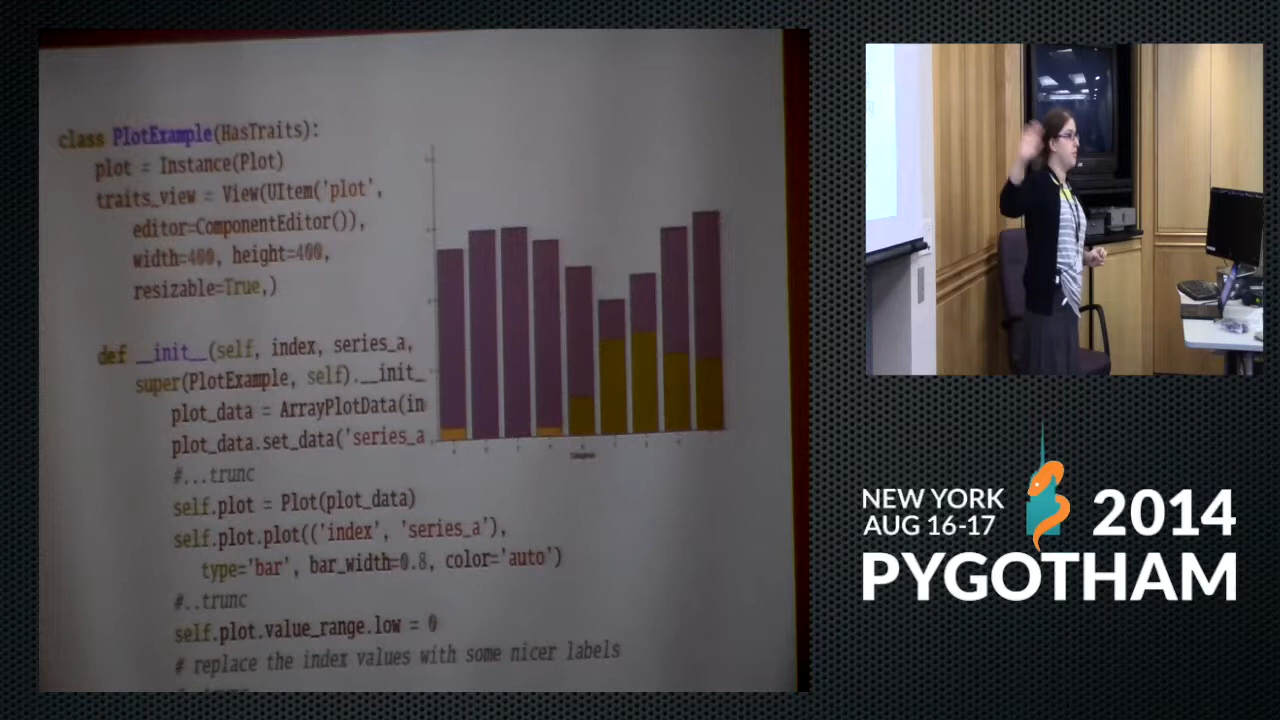 class PlotExample(HasTraits):
plot = Instance(Plot)
traits_view = View(UItem('plot',
editor=ComponentEditor()),
width=400, height=400,
resizable=True,)
def __init__(self, index, series_a,
super(PlotExample, self).__init_
plot_data = ArrayPlotData(in
plot_data.set_data('series_a
#...trunc
self.plot = Plot(plot_data)
self.plot.plot(('index', 'series_a'),
type='bar', bar_width=0.8, color='auto')
#..trunc
self.plot.value_range.low = 0
# replace the index values with some nicer labels
NEW YORK
AUG 16-17
2014
PYGOTHAM